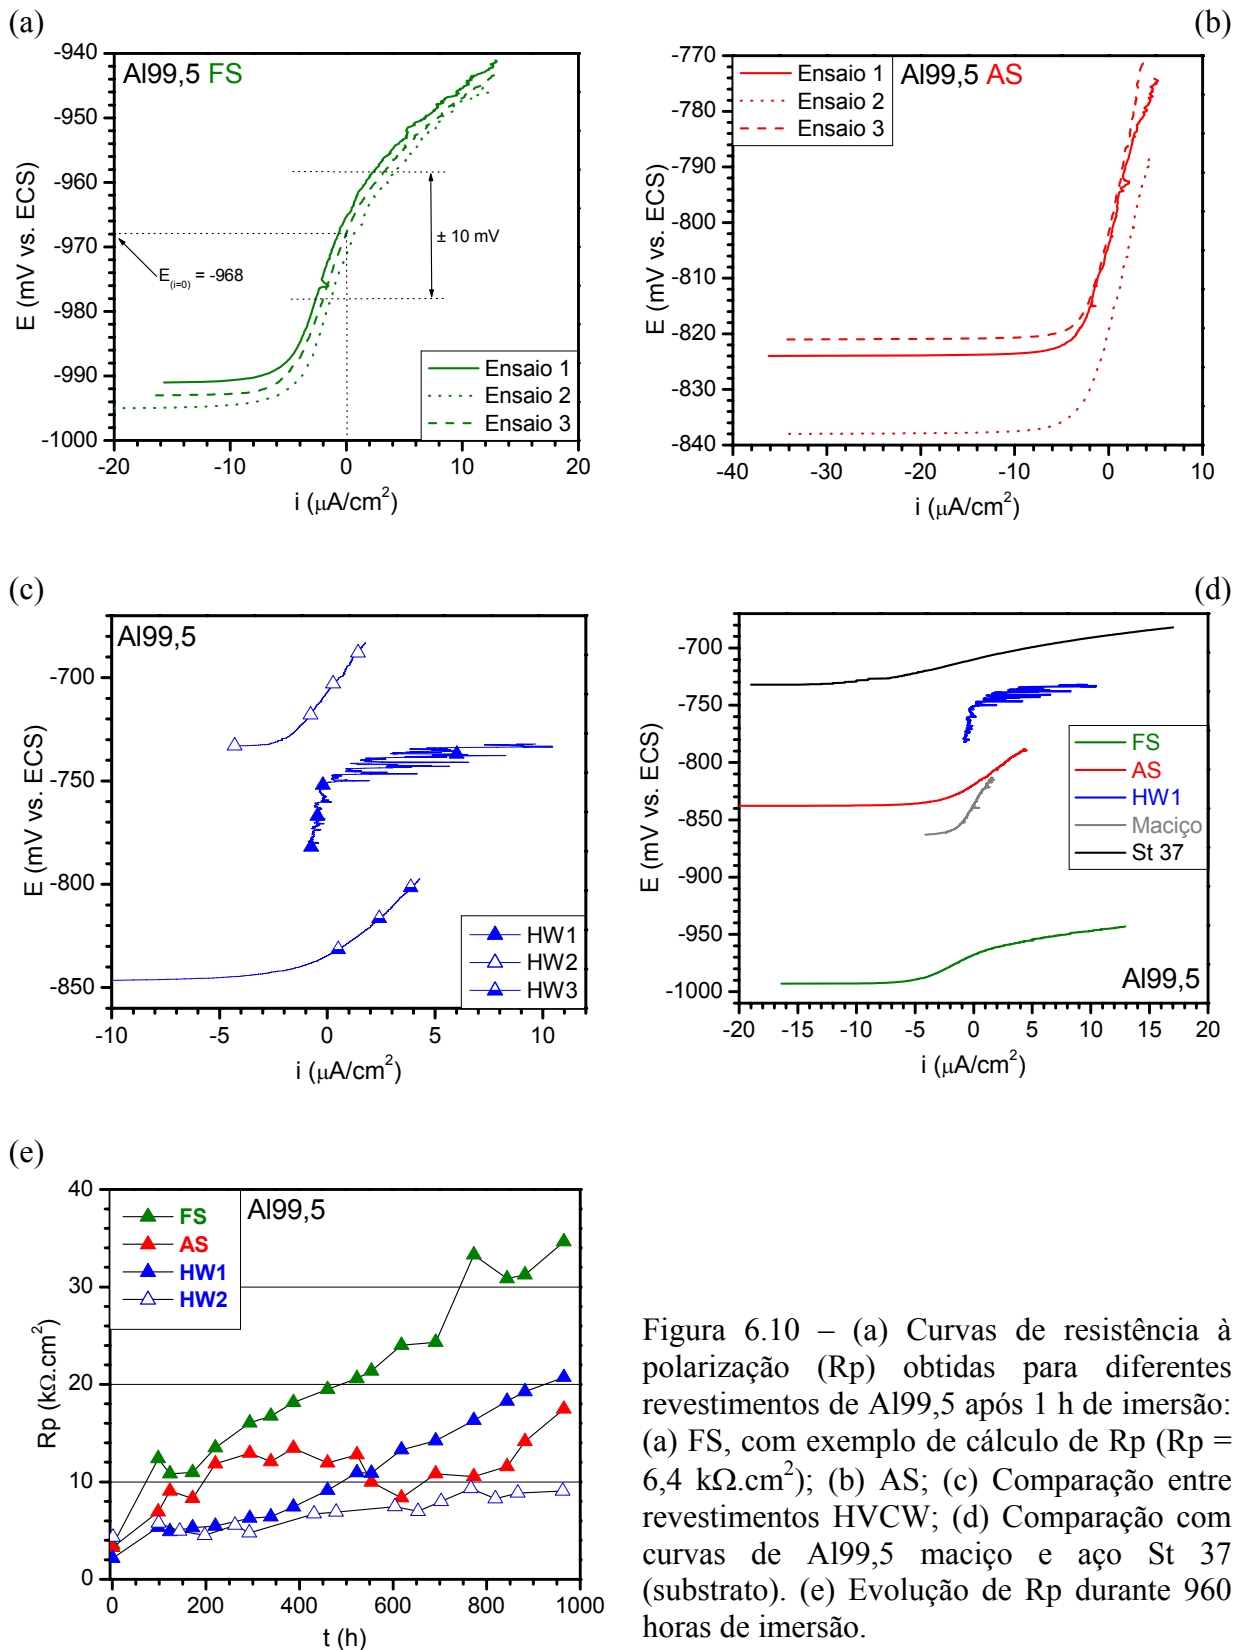 (a)
Al99,5 FS
-940
-950
-960
-970
-980
-990
-1000
E (mV vs. ECS)
± 10 mV
E(i=0) = -968
Ensaio 1
Ensaio 2
Ensaio 3
-20
-10
0
10
20
i (μA/cm²)
(b)
Ensaio 1
Ensaio 2
Ensaio 3
Al99,5 AS
-770
-780
-790
-800
-810
-820
-830
-840
E (mV vs. ECS)
-40
-30
-20
-10
0
10
i (μA/cm²)
(c)
Al99,5
-700
-750
-800
-850
E (mV vs. ECS)
HW1
HW2
HW3
-10
-5
0
5
10
i (μA/cm²)
(d)
-700
-750
-800
-850
-900
-950
-1000
E (mV vs. ECS)
FS
AS
HW1
Maciço
St 37
Al99,5
-20
-15
-10
-5
0
5
10
15
20
i (μA/cm²)
(e)
40
30
20
10
0
Rp (kΩ.cm²)
FS
AS
HW1
HW2
Al99,5
0
200
400
600
800
1000
t (h)
Figura 6.10 – (a) Curvas de resistência à
polarização (Rp) obtidas para diferentes
revestimentos de Al99,5 após 1 h de imersão:
(a) FS, com exemplo de cálculo de Rp (Rp =
6,4 kΩ.cm²); (b) AS; (c) Comparação entre
revestimentos HVCW; (d) Comparação com
curvas de Al99,5 maciço e aço St 37
(substrato). (e) Evolução de Rp durante 960
horas de imersão.